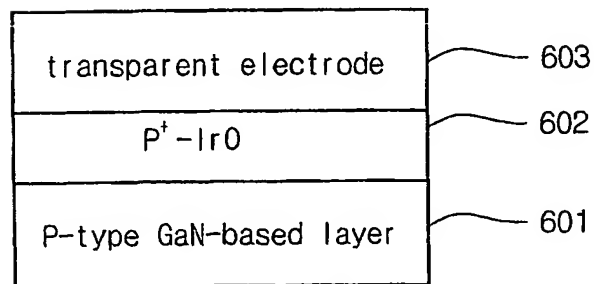 transparent electrode
603
P⁺-IrO
602
P-type GaN-based layer
601